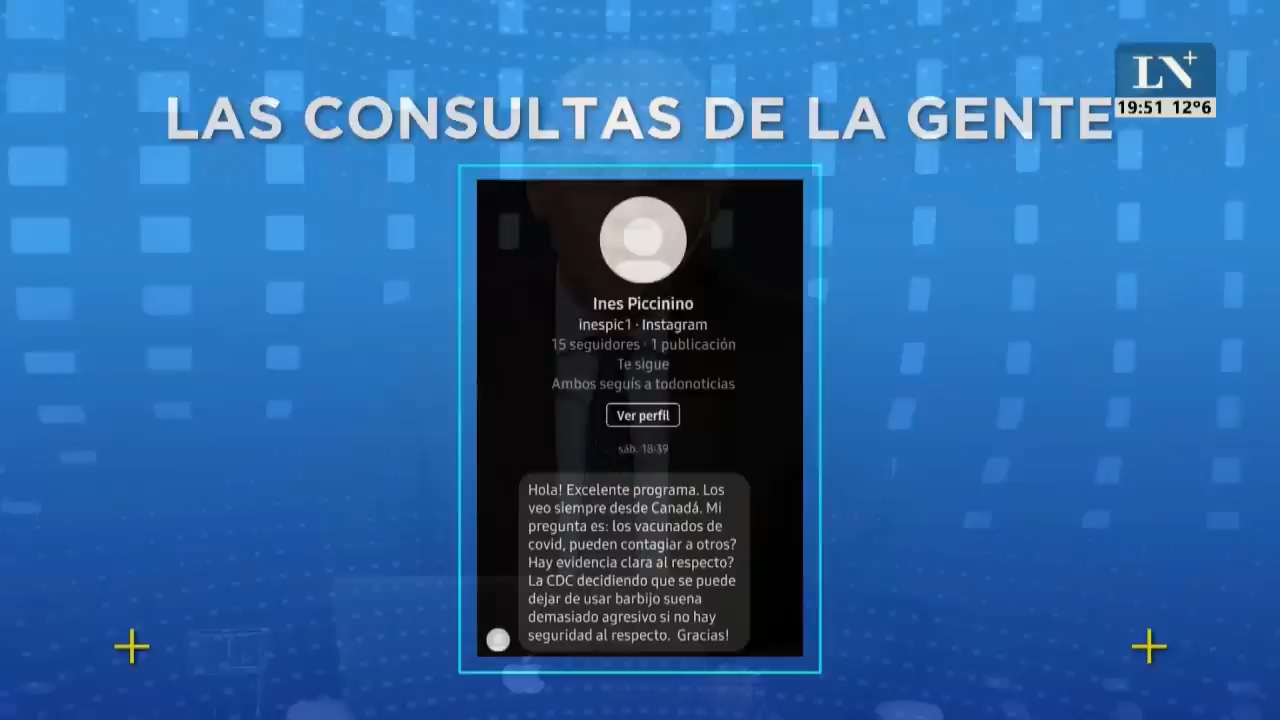 LN+
19:51 12°6
LAS CONSULTAS DE LA GENTE
Ines Piccinino
inespic1 · Instagram
15 seguidores · 1 publicación
Te sigue
Ambos seguís a todonoticias
Ver perfil
sáb. 18:39
Hola! Excelente programa. Los
veo siempre desde Canadá. Mi
pregunta es: los vacunados de
covid, pueden contagiar a otros?
Hay evidencia clara al respecto?
La CDC decidiendo que se puede
dejar de usar barbijo suena
demasiado agresivo si no hay
seguridad al respecto. Gracias!